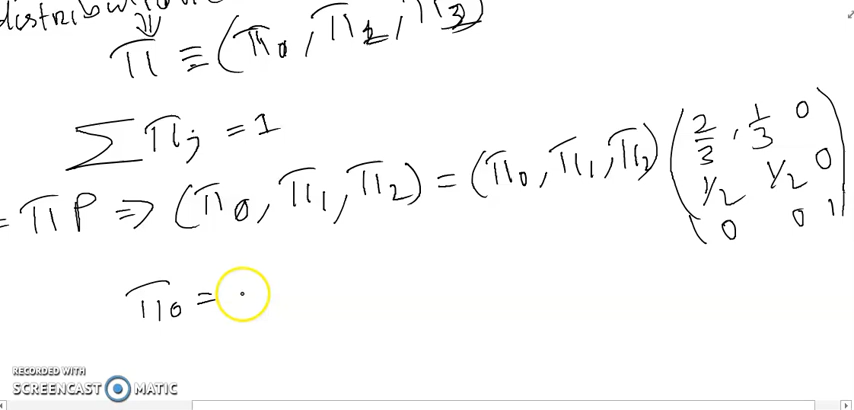 distribution
π ≡ (π₀, π₁, π₂)
∑ πⱼ = 1
= πP ⇒ (π₀, π₁, π₂) = (π₀, π₁, π₂) (2/3, 1/3 0
1/2 1/2 0
0 0 1)
π₀ =
RECORDED WITH
SCREENCAST MATIC